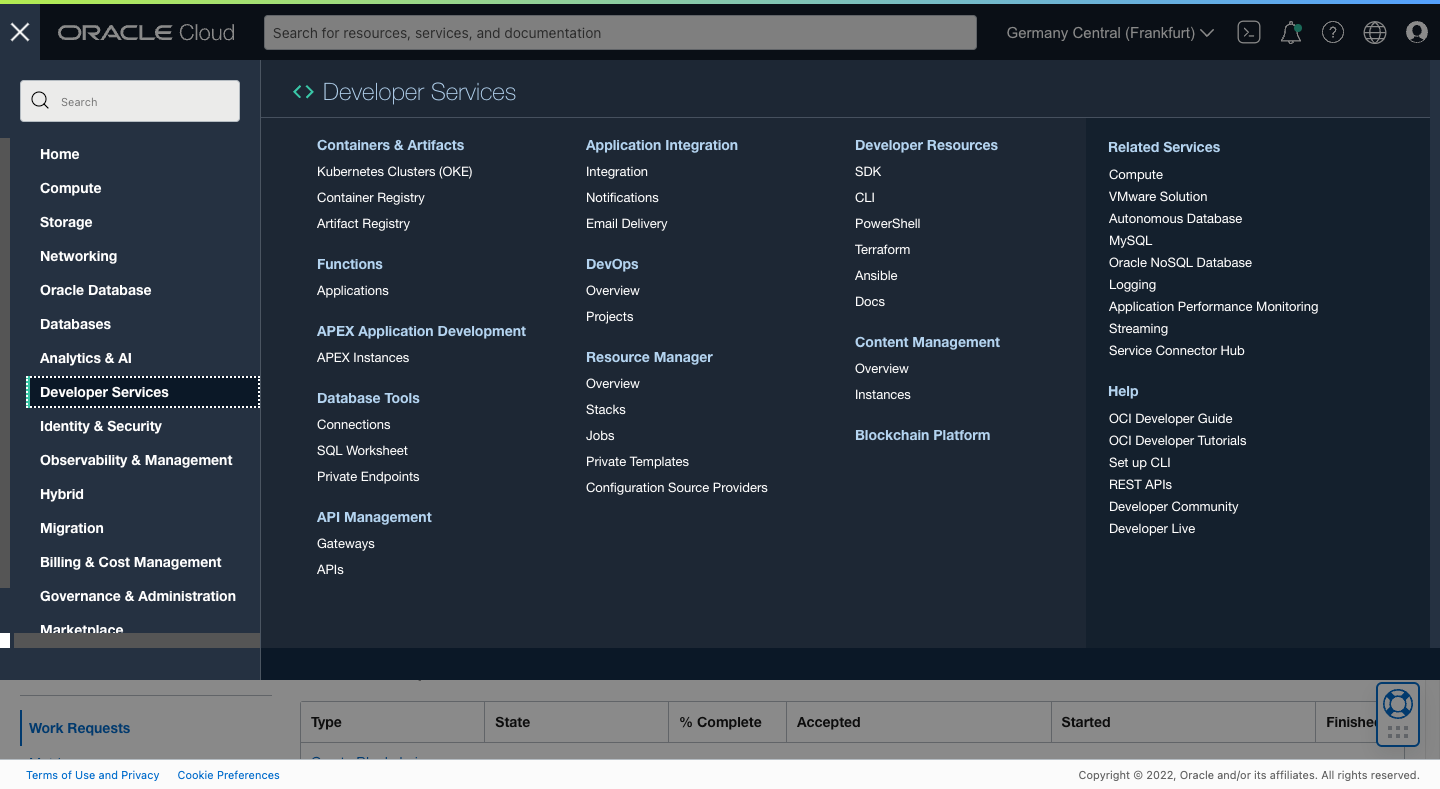 ORACLE Cloud
Search for resources, services, and documentation
Germany Central (Frankfurt)
Search
Home
Compute
Storage
Networking
Oracle Database
Databases
Analytics & AI
Developer Services
Identity & Security
Observability & Management
Hybrid
Migration
Billing & Cost Management
Governance & Administration
Marketplace
Developer Services
Containers & Artifacts
Kubernetes Clusters (OKE)
Container Registry
Artifact Registry
Functions
Applications
APEX Application Development
APEX Instances
Database Tools
Connections
SQL Worksheet
Private Endpoints
API Management
Gateways
APIs
Application Integration
Integration
Notifications
Email Delivery
DevOps
Overview
Projects
Resource Manager
Overview
Stacks
Jobs
Private Templates
Configuration Source Providers
Developer Resources
SDK
CLI
PowerShell
Terraform
Ansible
Docs
Content Management
Overview
Instances
Blockchain Platform
Related Services
Compute
VMware Solution
Autonomous Database
MySQL
Oracle NoSQL Database
Logging
Application Performance Monitoring
Streaming
Service Connector Hub
Help
OCI Developer Guide
OCI Developer Tutorials
Set up CLI
REST APIs
Developer Community
Developer Live
Work Requests
Type State % Complete Accepted Started Finished
Terms of Use and Privacy Cookie Preferences
Copyright © 2022, Oracle and/or its affiliates. All rights reserved.